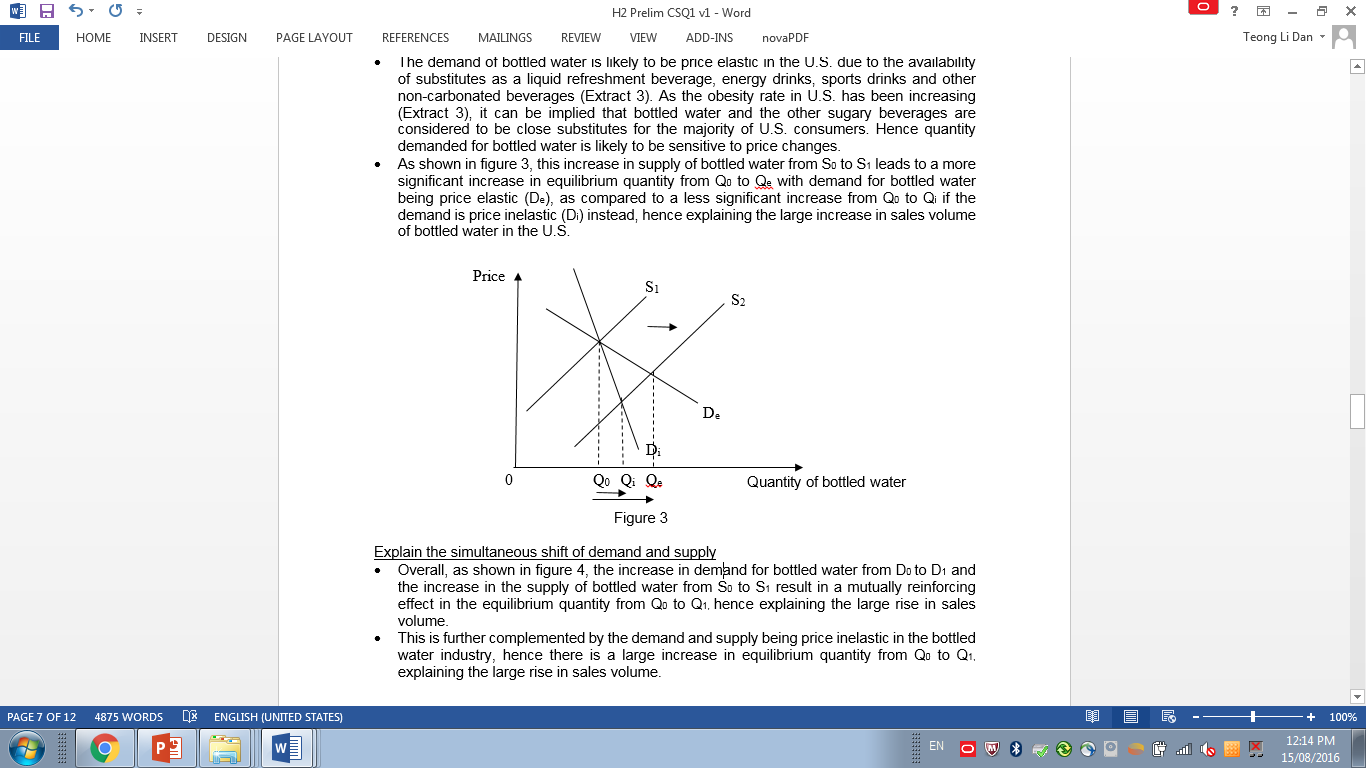 H2 Prelim CSQ1 v1 - Word
FILE HOME INSERT DESIGN PAGE LAYOUT REFERENCES MAILINGS REVIEW VIEW ADD-INS novaPDF Teong Li Dan
• The demand of bottled water is likely to be price elastic in the U.S. due to the availability
of substitutes as a liquid refreshment beverage, energy drinks, sports drinks and other
non-carbonated beverages (Extract 3). As the obesity rate in U.S. has been increasing
(Extract 3), it can be implied that bottled water and the other sugary beverages are
considered to be close substitutes for the majority of U.S. consumers. Hence quantity
demanded for bottled water is likely to be sensitive to price changes.
• As shown in figure 3, this increase in supply of bottled water from S0 to S1 leads to a more
significant increase in equilibrium quantity from Q0 to Qe with demand for bottled water
being price elastic (De), as compared to a less significant increase from Q0 to Qi if the
demand is price inelastic (Di) instead, hence explaining the large increase in sales volume
of bottled water in the U.S.
Price
S1
S2
De
Di
0 Q0 Qi Qe Quantity of bottled water
Figure 3
Explain the simultaneous shift of demand and supply
• Overall, as shown in figure 4, the increase in demand for bottled water from D0 to D1 and
the increase in the supply of bottled water from S0 to S1 result in a mutually reinforcing
effect in the equilibrium quantity from Q0 to Q1, hence explaining the large rise in sales
volume.
• This is further complemented by the demand and supply being price inelastic in the bottled
water industry, hence there is a large increase in equilibrium quantity from Q0 to Q1,
explaining the large rise in sales volume.
PAGE 7 OF 12 4875 WORDS ENGLISH (UNITED STATES) 100%
EN 12:14 PM
15/08/2016